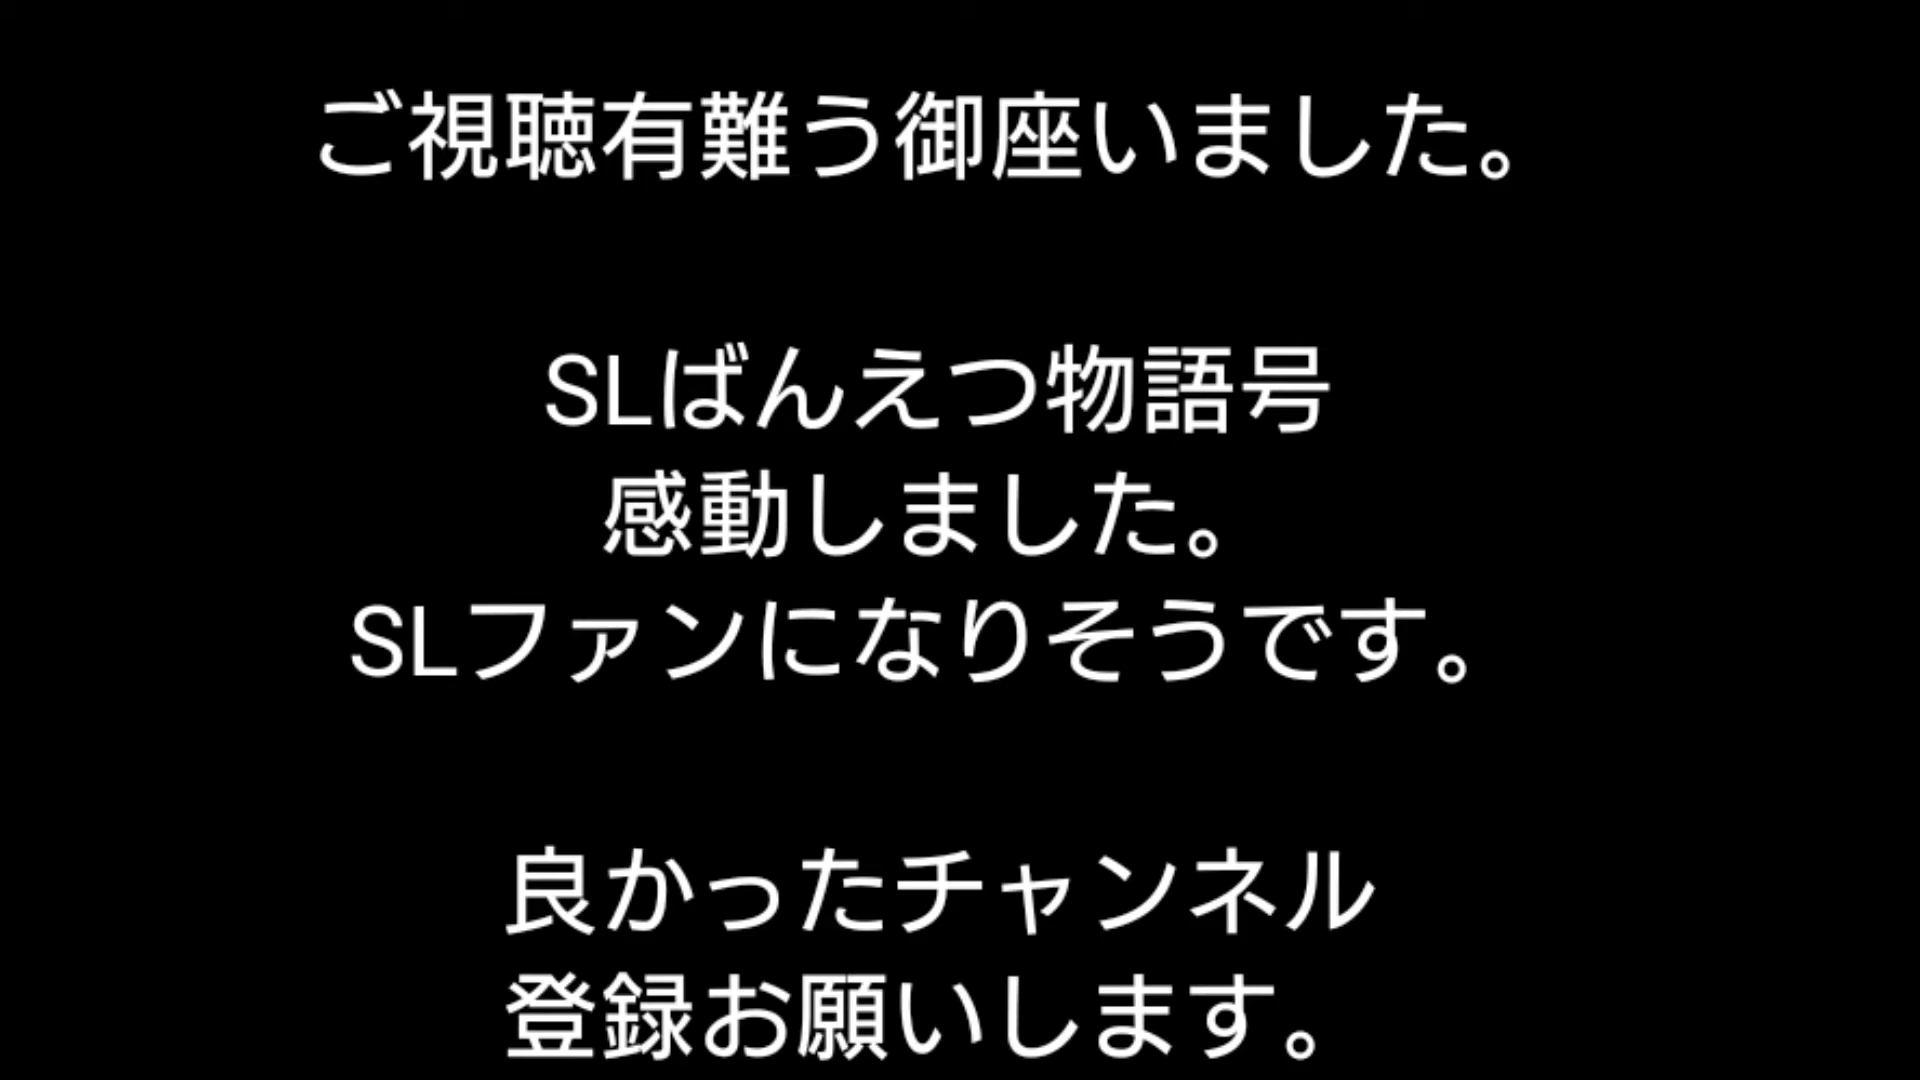 ご視聴有難う御座いました。
SLばんえつ物語号
感動しました。
SLファンになりそうです。
良かったチャンネル
登録お願いします。